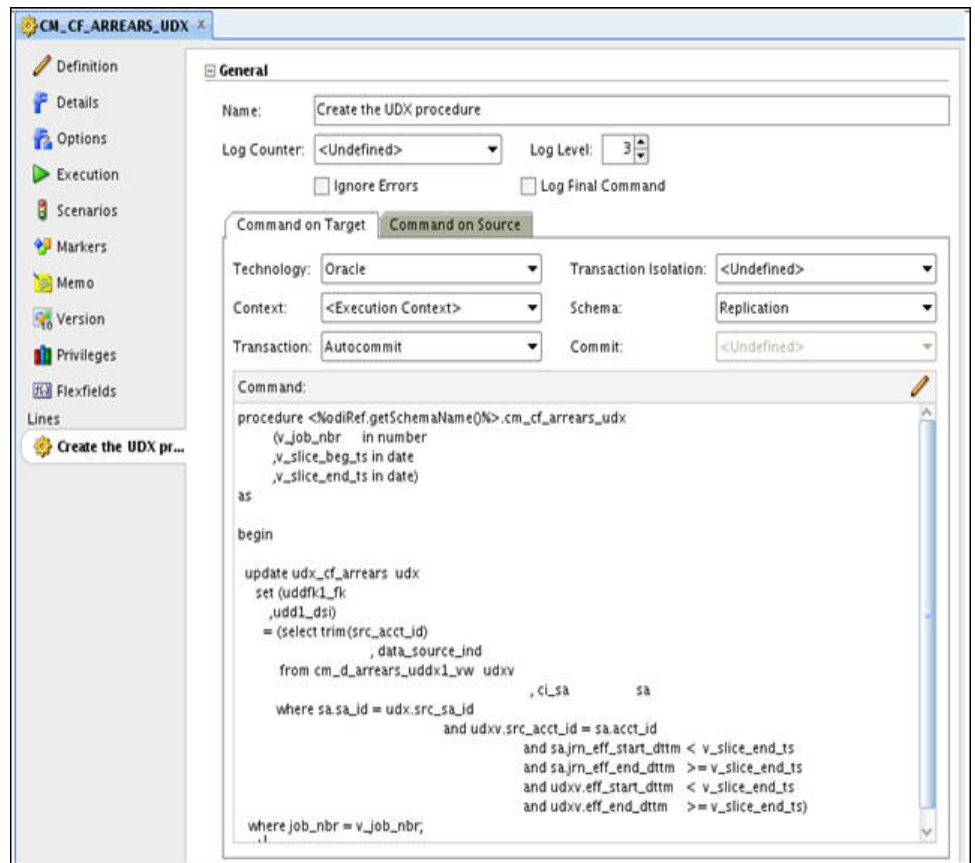 CM_CF_ARREARS_UDX ×
Definition
Details
Options
Execution
Scenarios
Markers
Memo
Version
Privileges
Flexfields
Lines
Create the UDX pr...
General
Name: Create the UDX procedure
Log Counter: <Undefined> Log Level: 3
Ignore Errors Log Final Command
Command on Target Command on Source
Technology: Oracle Transaction Isolation: <Undefined>
Context: <Execution Context> Schema: Replication
Transaction: Autocommit Commit: <Undefined>
Command:
procedure <%odiRef.getSchemaName()%>.cm_cf_arrears_udx
(v_job_nbr in number
,v_slice_beg_ts in date
,v_slice_end_ts in date)
as
begin
update udx_cf_arrears udx
set (uddfk1_fk
,udd1_dsi)
= (select trim(src_acct_id)
, data_source_ind
from cm_d_arrears_uddx1_vw udxv
, ci_sa sa
where sa.sa_id = udx.src_sa_id
and udxv.src_acct_id = sa.acct_id
and sa.jrn_eff_start_dttm < v_slice_end_ts
and sa.jrn_eff_end_dttm >= v_slice_end_ts
and udxv.eff_start_dttm < v_slice_end_ts
and udxv.eff_end_dttm >= v_slice_end_ts)
where job_nbr = v_job_nbr;